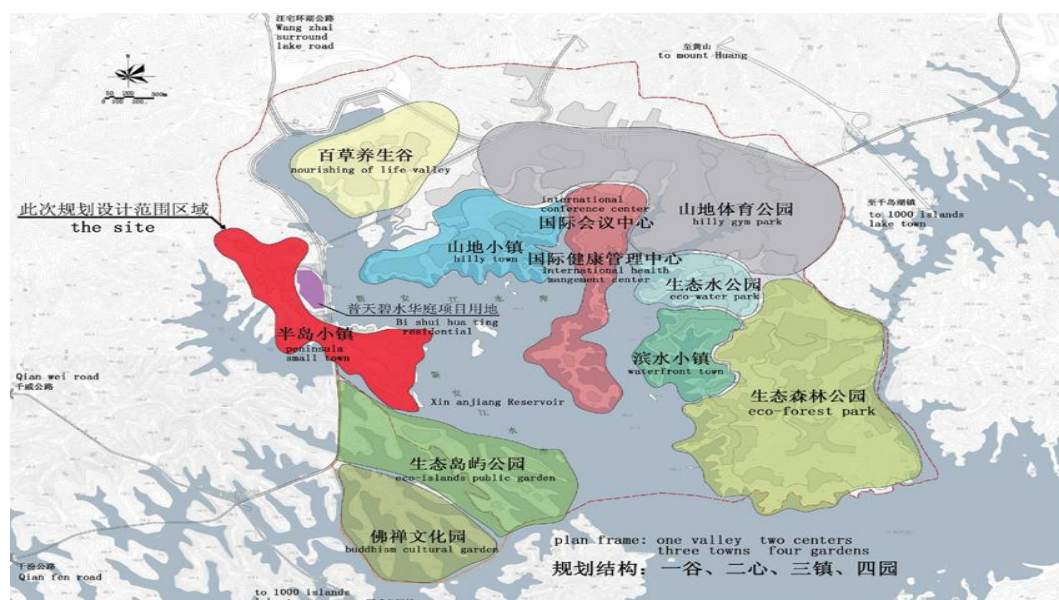 汪宅环湖公路
Wang zhai
surround
lake road
至黄山
to mount Huang
百草养生谷
nourishing of life valley
此次规划设计范围区域
the site
international
conference center
国际会议中心
山地体育公园
hilly gym park
至千岛湖镇
to 1000 islands
lake town
山地小镇
hilly town
国际健康管理中心
international health
mangement center
生态水公园
eco-water park
普天碧水华庭项目用地
Bi shui hua ting
residential
半岛小镇
peninsula
small town
滨水小镇
waterfront town
Qian wei road
千威公路
Xin anjiang Reservoir
生态森林公园
eco-forest park
生态岛屿公园
eco-islands public garden
佛禅文化园
buddhism cultural garden
plan frame: one valley two centers
three towns four gardens
规划结构：一谷、二心、三镇、四园
千汾公路
Qian fen road
to 1000 islands